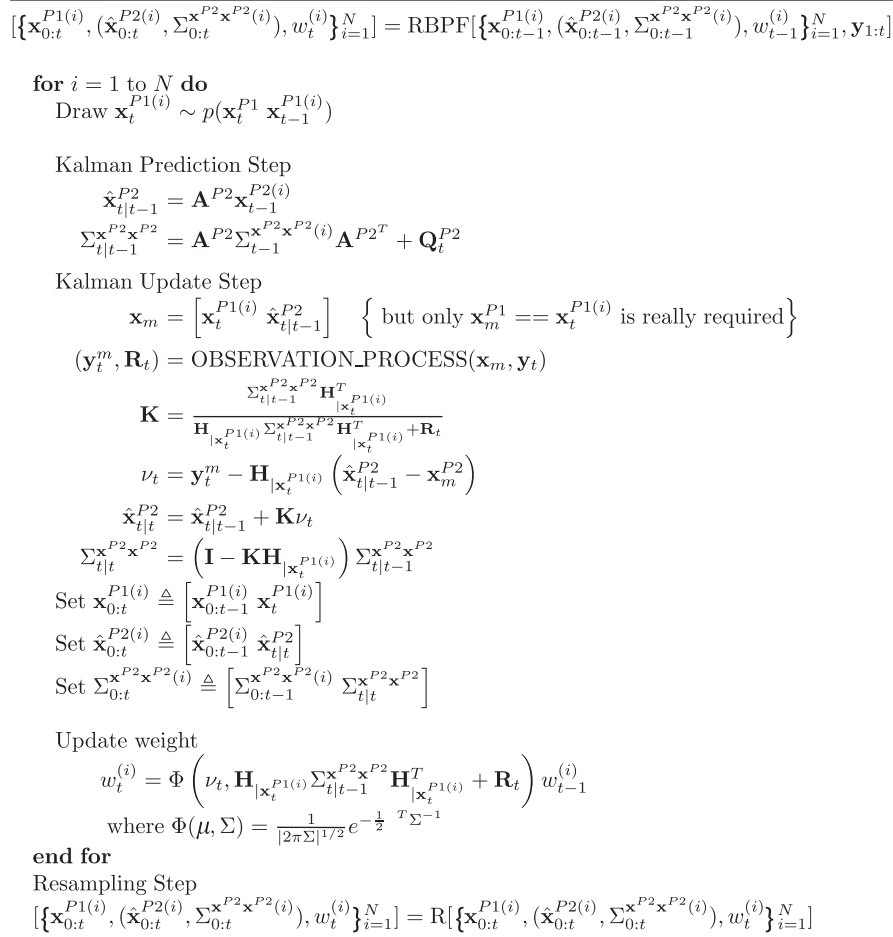 [{x_{0:t}^{P1(i)}, (x̂_{0:t}^{P2(i)}, Σ_{0:t}^{x^{P2}x^{P2}(i)}), w_t^{(i)}}_{i=1}^N] = RBPF[{x_{0:t-1}^{P1(i)}, (x̂_{0:t-1}^{P2(i)}, Σ_{0:t-1}^{x^{P2}x^{P2}(i)}), w_{t-1}^{(i)}}_{i=1}^N, y_{1:t}]
for i = 1 to N do
Draw x_t^{P1(i)} ∼ p(x_t^{P1} x_{t-1}^{P1(i)})
Kalman Prediction Step
x̂_{t|t-1}^{P2} = A^{P2} x_{t-1}^{P2(i)}
Σ_{t|t-1}^{x^{P2}x^{P2}} = A^{P2} Σ_{t-1}^{x^{P2}x^{P2}(i)} A^{P2^T} + Q_t^{P2}
Kalman Update Step
x_m = [x_t^{P1(i)} x̂_{t|t-1}^{P2}] { but only x_m^{P1} == x_t^{P1(i)} is really required}
(y_t^m, R_t) = OBSERVATION_PROCESS(x_m, y_t)
K = \frac{Σ_{t|t-1}^{x^{P2}x^{P2}} H_{|x_t^{P1(i)}}^T}{H_{|x_t^{P1(i)}} Σ_{t|t-1}^{x^{P2}x^{P2}} H_{|x_t^{P1(i)}}^T + R_t}
ν_t = y_t^m − H_{|x_t^{P1(i)}} (x̂_{t|t-1}^{P2} − x_m^{P2})
x̂_{t|t}^{P2} = x̂_{t|t-1}^{P2} + Kν_t
Σ_{t|t}^{x^{P2}x^{P2}} = (I − KH_{|x_t^{P1(i)}}) Σ_{t|t-1}^{x^{P2}x^{P2}}
Set x_{0:t}^{P1(i)} ≜ [x_{0:t-1}^{P1(i)} x_t^{P1(i)}]
Set x̂_{0:t}^{P2(i)} ≜ [x̂_{0:t-1}^{P2(i)} x̂_{t|t}^{P2}]
Set Σ_{0:t}^{x^{P2}x^{P2}(i)} ≜ [Σ_{0:t-1}^{x^{P2}x^{P2}(i)} Σ_{t|t}^{x^{P2}x^{P2}}]
Update weight
w_t^{(i)} = Φ (ν_t, H_{|x_t^{P1(i)}} Σ_{t|t-1}^{x^{P2}x^{P2}} H_{|x_t^{P1(i)}}^T + R_t) w_{t-1}^{(i)}
where Φ(μ, Σ) = \frac{1}{|2πΣ|^{1/2}} e^{-\frac{1}{2} ^T Σ^{-1}}
end for
Resampling Step
[{x_{0:t}^{P1(i)}, (x̂_{0:t}^{P2(i)}, Σ_{0:t}^{x^{P2}x^{P2}(i)}), w_t^{(i)}}_{i=1}^N] = R[{x_{0:t}^{P1(i)}, (x̂_{0:t}^{P2(i)}, Σ_{0:t}^{x^{P2}x^{P2}(i)}), w_t^{(i)}}_{i=1}^N]